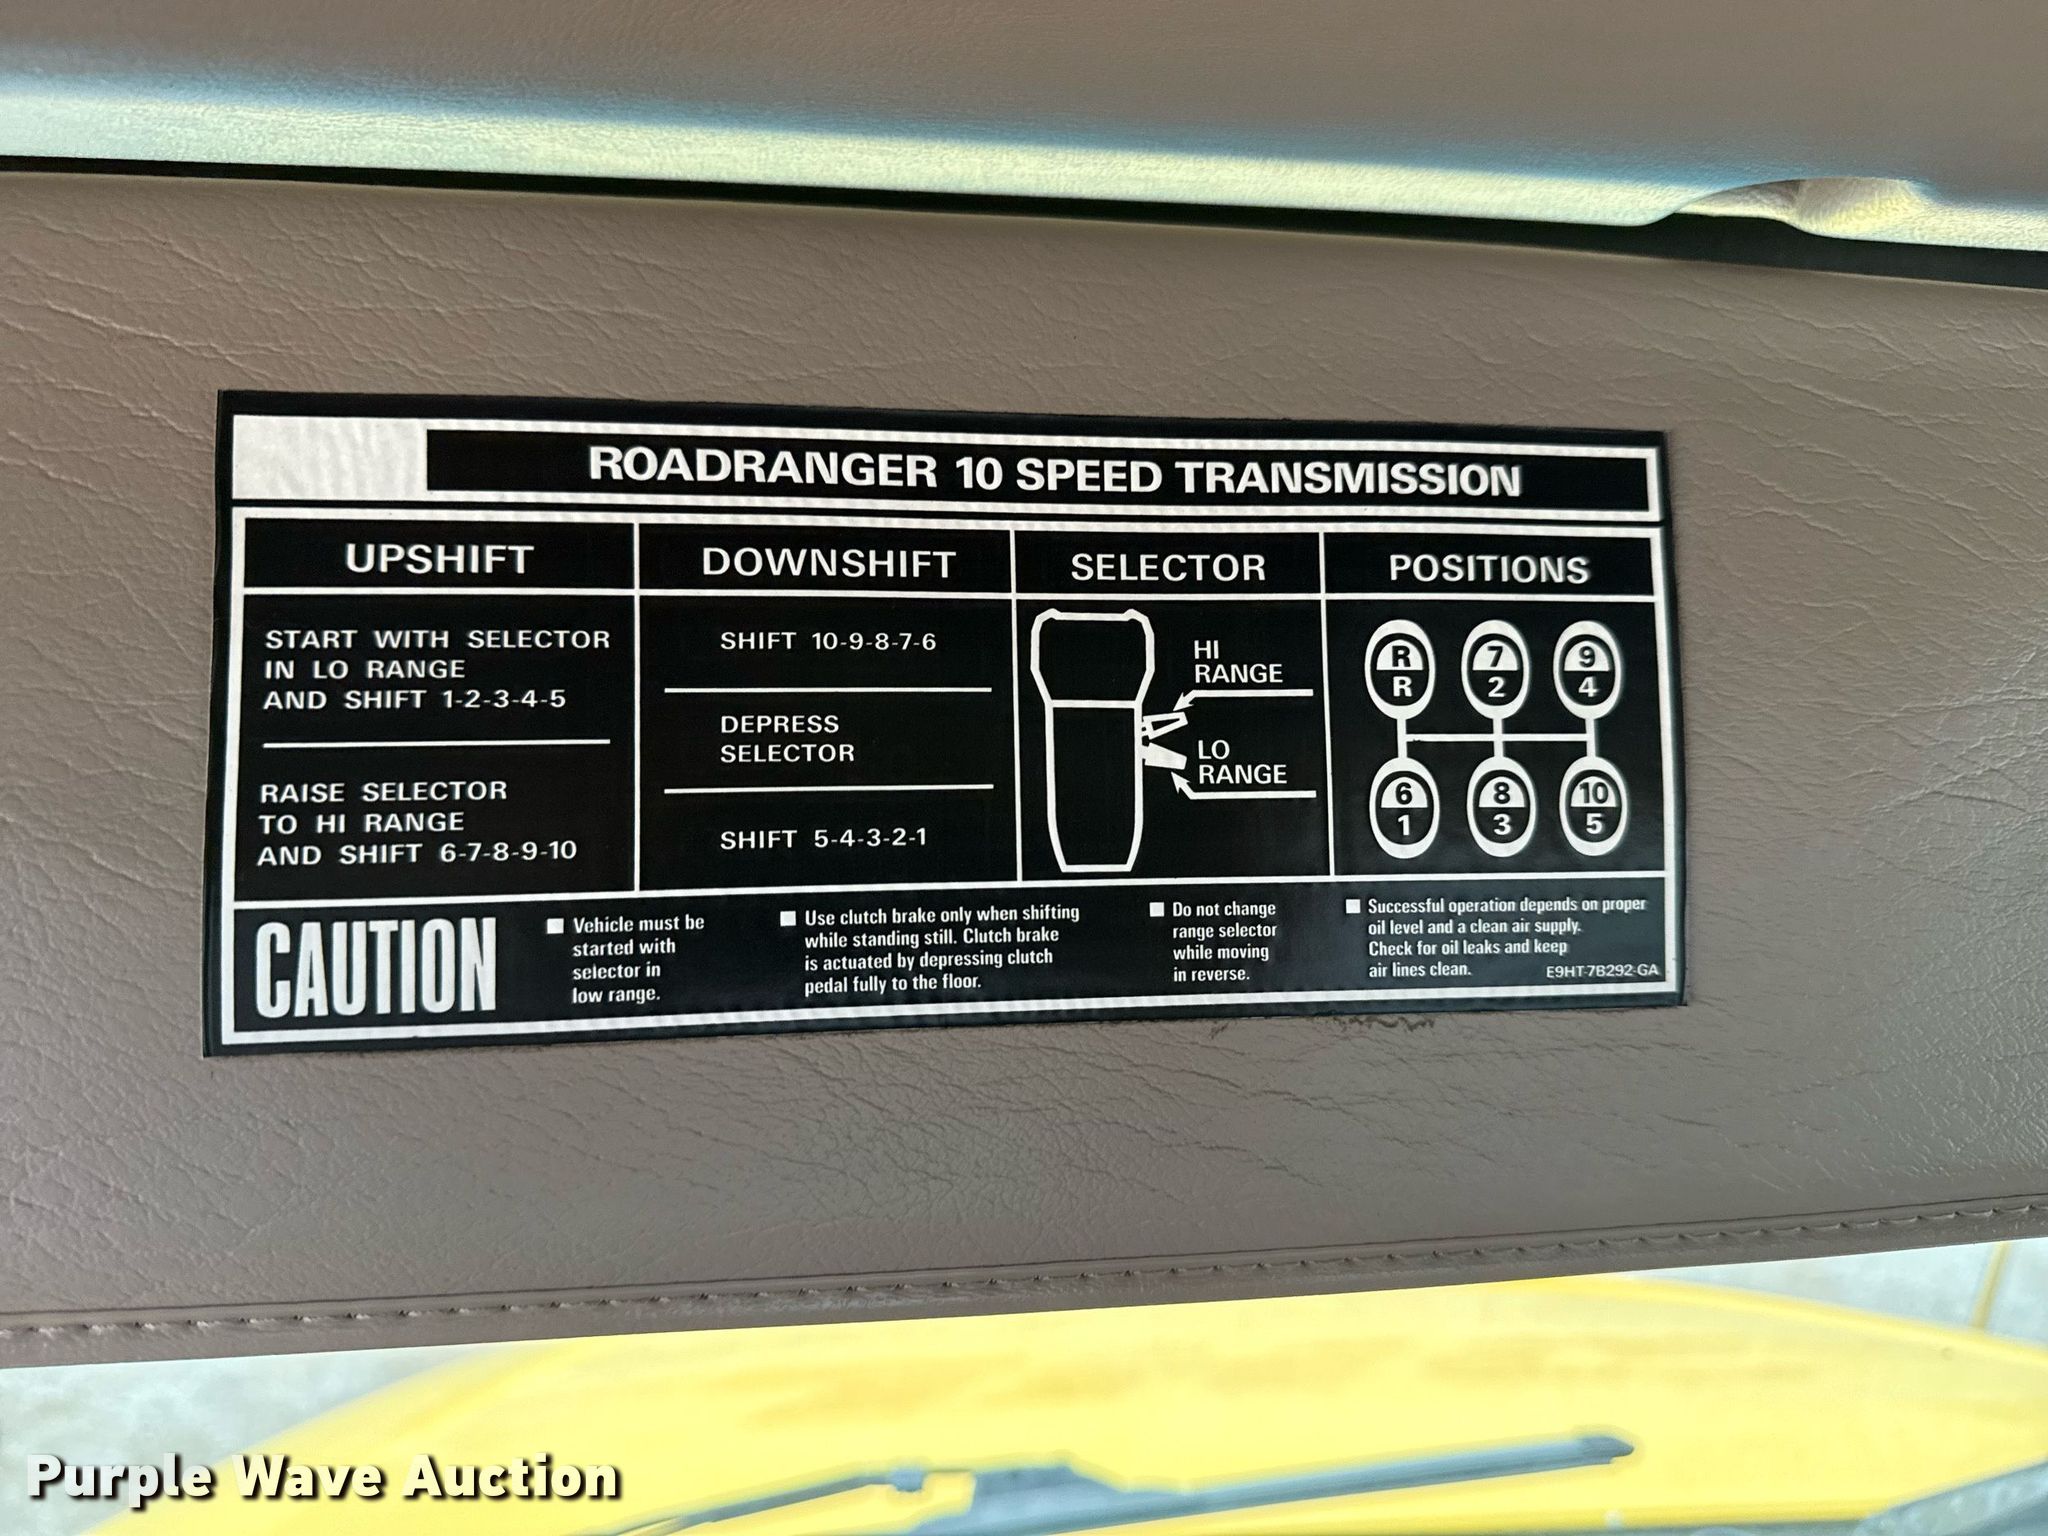 ROADRANGER 10 SPEED TRANSMISSION
UPSHIFT
START WITH SELECTOR
IN LO RANGE
AND SHIFT 1-2-3-4-5
RAISE SELECTOR
TO HI RANGE
AND SHIFT 6-7-8-9-10
DOWNSHIFT
SHIFT 10-9-8-7-6
DEPRESS
SELECTOR
SHIFT 5-4-3-2-1
SELECTOR
HI
RANGE
LO
RANGE
POSITIONS
R 7 9
R 2 4
6 8 10
1 3 5
CAUTION
Vehicle must be
started with
selector in
low range.
Use clutch brake only when shifting
while standing still. Clutch brake
is actuated by depressing clutch
pedal fully to the floor.
Do not change
range selector
while moving
in reverse.
Successful operation depends on proper
oil level and a clean air supply.
Check for oil leaks and keep
air lines clean.
E9HT-7B292-GA
Purple Wave Auction